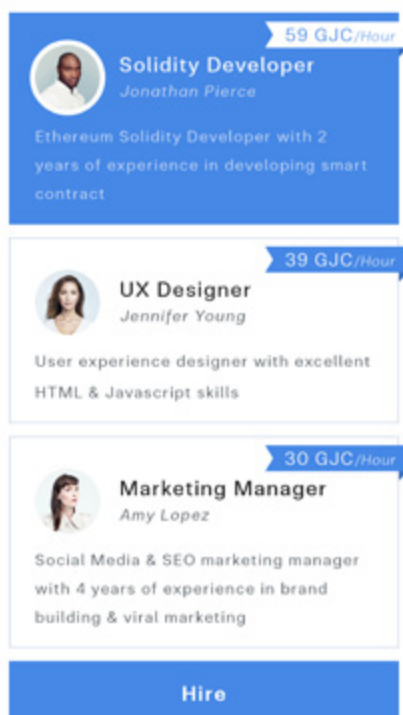 59 GJC/Hour
Solidity Developer
Jonathan Pierce
Ethereum Solidity Developer with 2
years of experience in developing smart
contract
39 GJC/Hour
UX Designer
Jennifer Young
User experience designer with excellent
HTML & Javascript skills
30 GJC/Hour
Marketing Manager
Amy Lopez
Social Media & SEO marketing manager
with 4 years of experience in brand
building & viral marketing
Hire